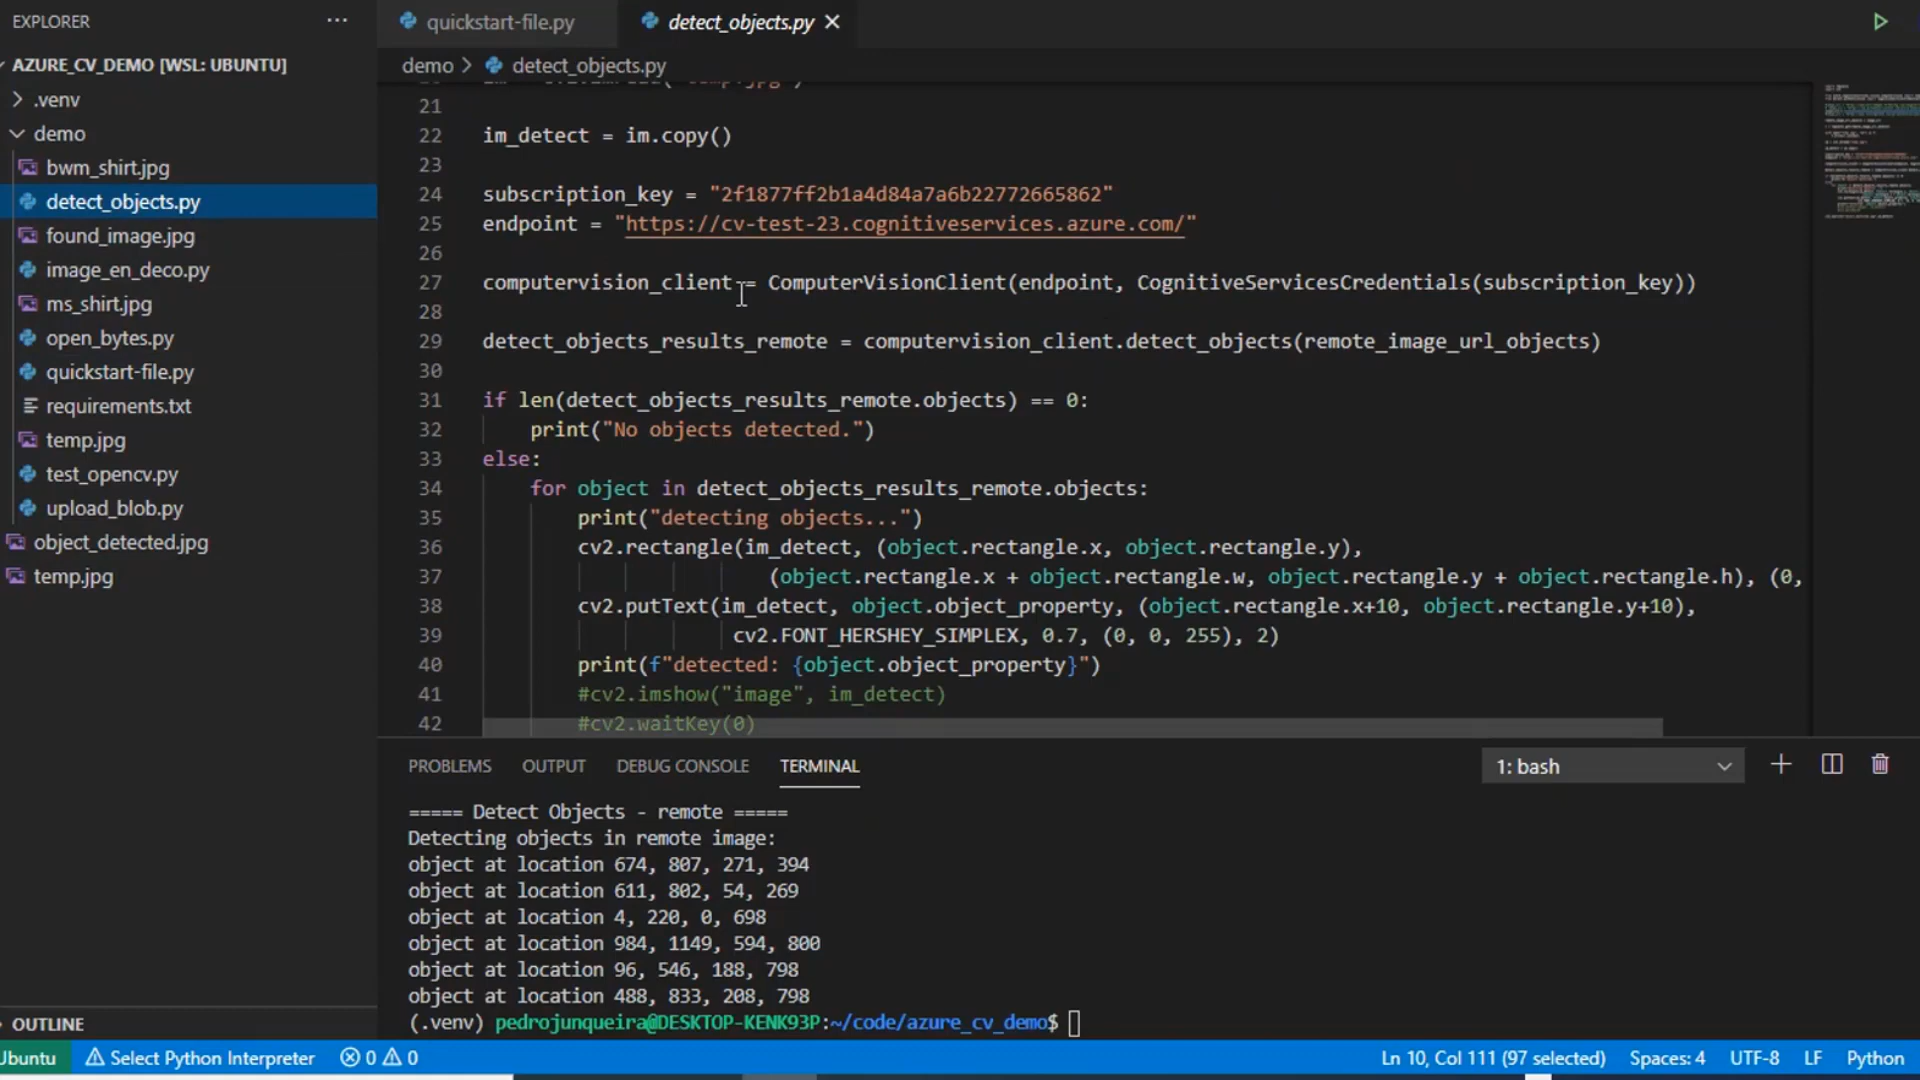 EXPLORER
···
quickstart-file.py
detect_objects.py
AZURE_CV_DEMO [WSL: UBUNTU]
demo > detect_objects.py
.venv
demo
bwm_shirt.jpg
detect_objects.py
found_image.jpg
image_en_deco.py
ms_shirt.jpg
open_bytes.py
quickstart-file.py
requirements.txt
temp.jpg
test_opencv.py
upload_blob.py
object_detected.jpg
temp.jpg
OUTLINE
21
22 im_detect = im.copy()
23
24 subscription_key = "2f1877ff2b1a4d84a7a6b22772665862"
25 endpoint = "https://cv-test-23.cognitiveservices.azure.com/"
26
27 computervision_client = ComputerVisionClient(endpoint, CognitiveServicesCredentials(subscription_key))
28
29 detect_objects_results_remote = computervision_client.detect_objects(remote_image_url_objects)
30
31 if len(detect_objects_results_remote.objects) == 0:
32 print("No objects detected.")
33 else:
34 for object in detect_objects_results_remote.objects:
35 print("detecting objects...")
36 cv2.rectangle(im_detect, (object.rectangle.x, object.rectangle.y),
37 (object.rectangle.x + object.rectangle.w, object.rectangle.y + object.rectangle.h), (0,
38 cv2.putText(im_detect, object.object_property, (object.rectangle.x+10, object.rectangle.y+10),
39 cv2.FONT_HERSHEY_SIMPLEX, 0.7, (0, 0, 255), 2)
40 print(f"detected: {object.object_property}")
41 #cv2.imshow("image", im_detect)
42 #cv2.waitKey(0)
PROBLEMS OUTPUT DEBUG CONSOLE TERMINAL
1: bash
===== Detect Objects - remote =====
Detecting objects in remote image:
object at location 674, 807, 271, 394
object at location 611, 802, 54, 269
object at location 4, 220, 0, 698
object at location 984, 1149, 594, 800
object at location 96, 546, 188, 798
object at location 488, 833, 208, 798
(.venv) pedrojunqueira@DESKTOP-KENK93P:~/code/azure_cv_demo$
Ubuntu Select Python Interpreter 0 0 Ln 10, Col 111 (97 selected) Spaces: 4 UTF-8 LF Python